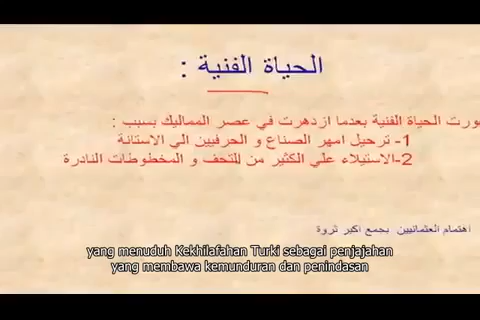 الحياة الفنية :
ورت الحياة الفنية بعدما ازدهرت في عصر المماليك بسبب :
1- ترحيل امهر الصناع و الحرفيين الي الاستانة
2-الاستيلاء علي الكثير من التحف و المخطوطات النادرة
اهتمام العثمانيين بجمع اكبر ثروة
yang menuduh Kekhilafahan Turki sebagai penjajahan
yang membawa kemunduran dan penindasan